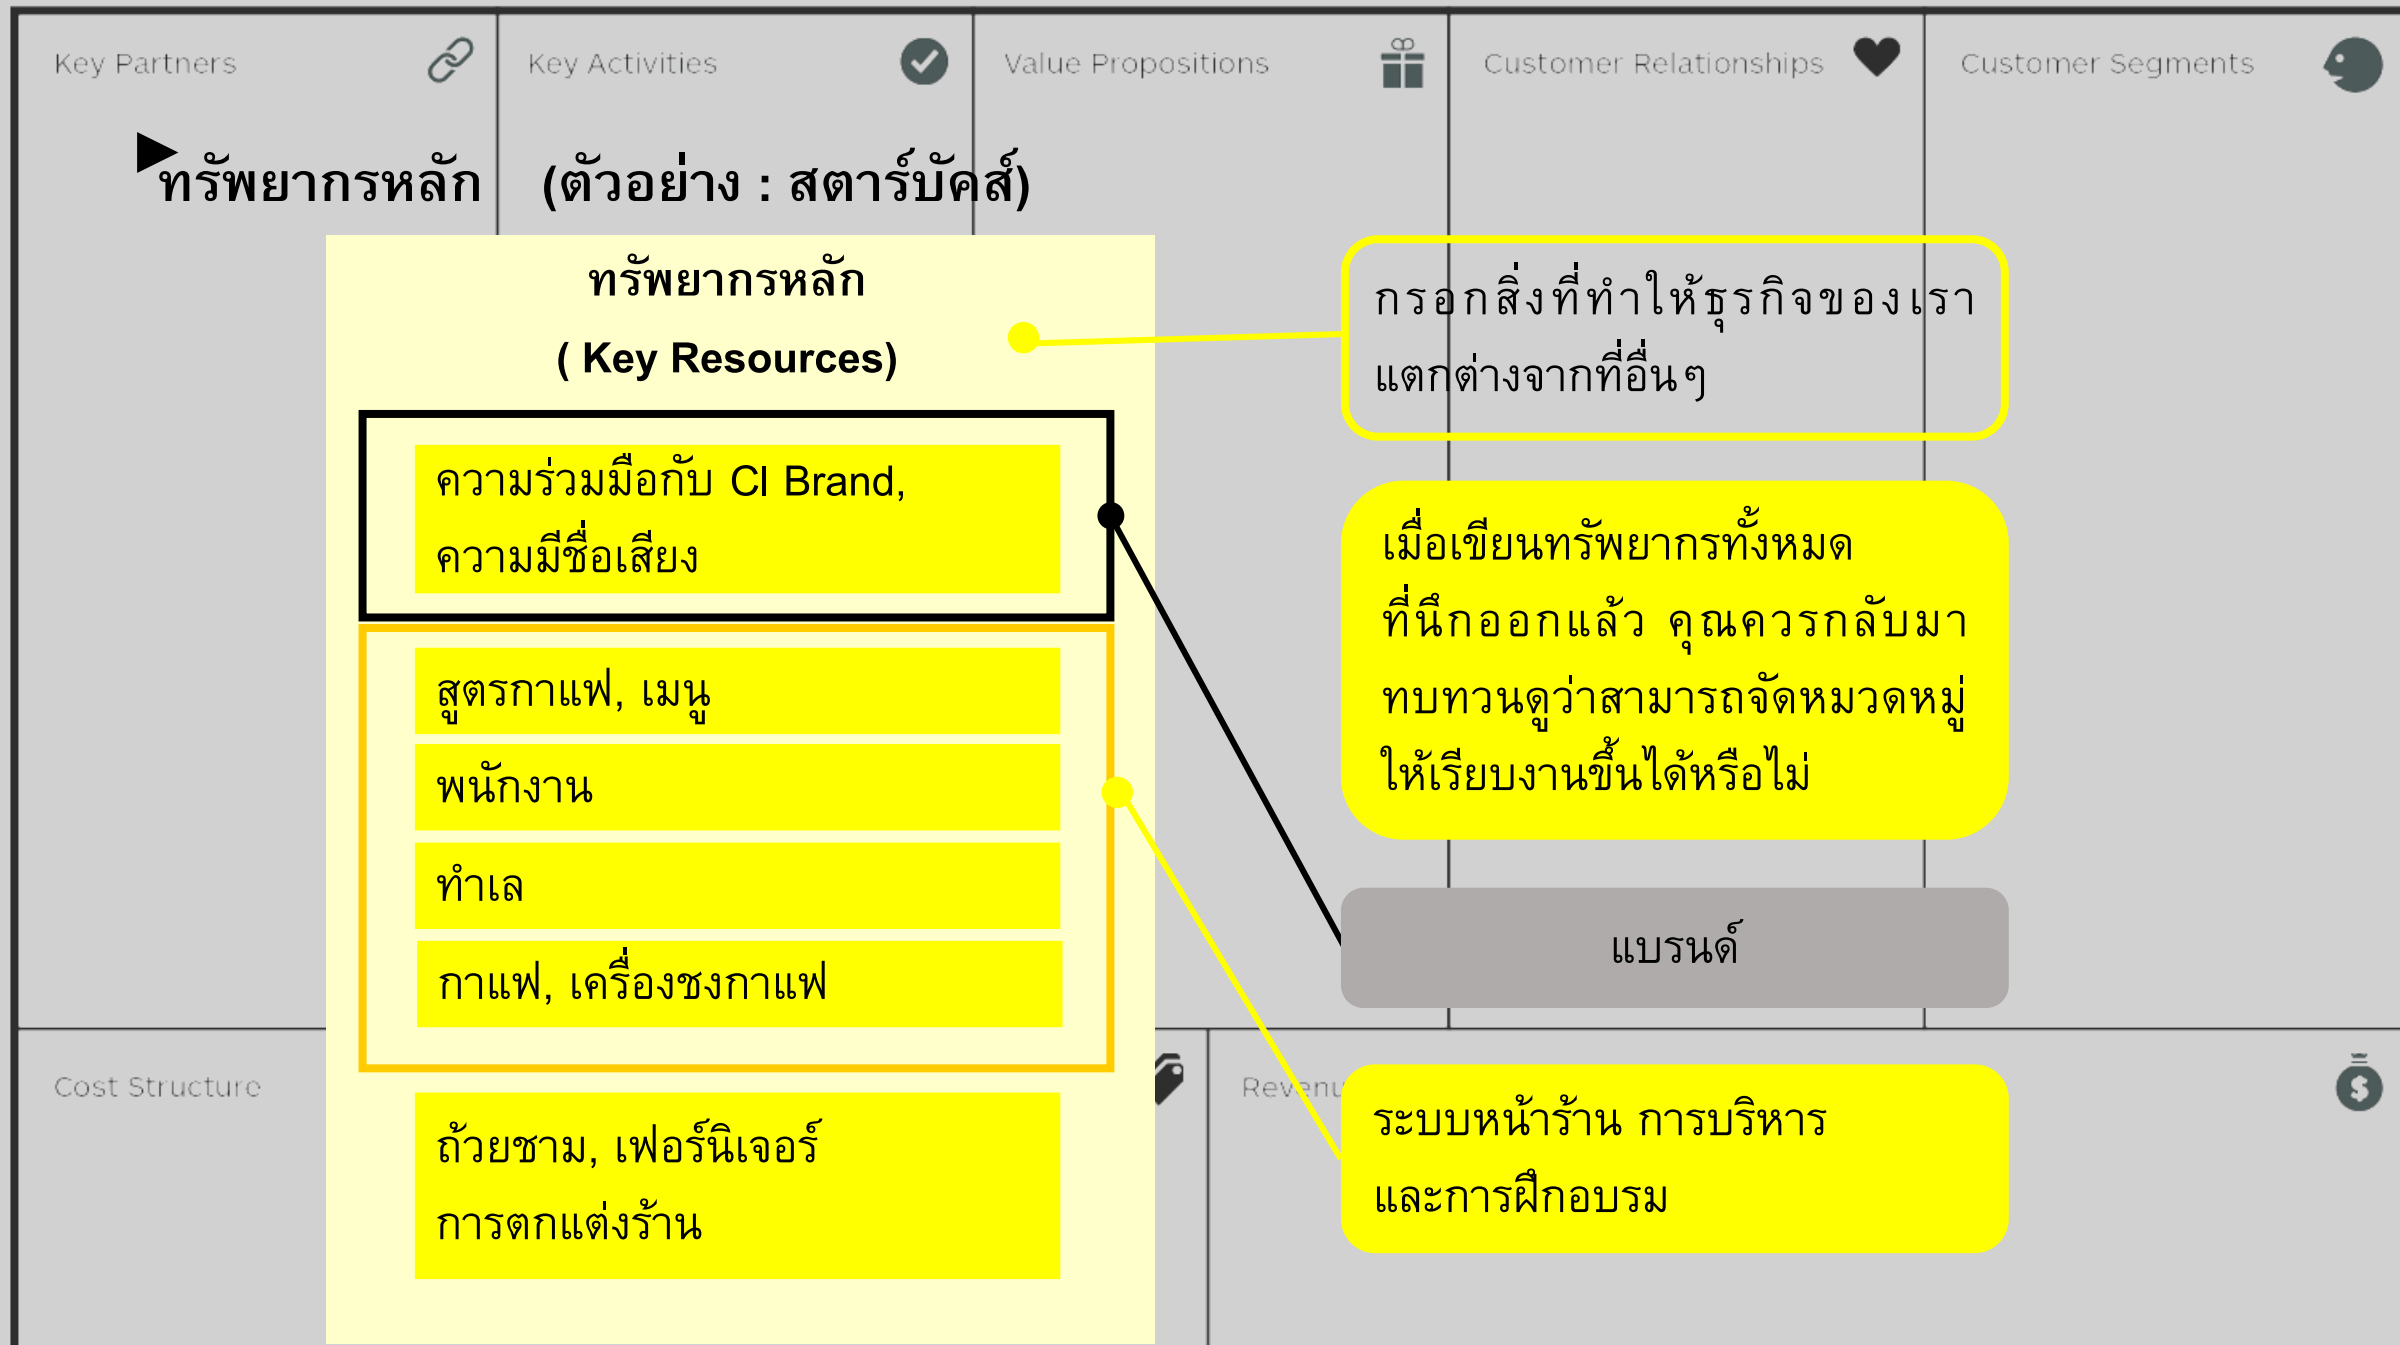 Key Partners
Key Activities
Value Propositions
Customer Relationships
Customer Segments
ทรัพยากรหลัก (ตัวอย่าง : สตาร์บัคส์)
ทรัพยากรหลัก
( Key Resources)
ความร่วมมือกับ CI Brand,
ความมีชื่อเสียง
สูตรกาแฟ, เมนู
พนักงาน
ทำเล
กาแฟ, เครื่องชงกาแฟ
ถ้วยชาม, เฟอร์นิเจอร์
การตกแต่งร้าน
กรอกสิ่งที่ทำให้ธุรกิจของเรา
แตกต่างจากที่อื่นๆ
เมื่อเขียนทรัพยากรทั้งหมด
ที่นึกออกแล้ว คุณควรกลับมา
ทบทวนดูว่าสามารถจัดหมวดหมู่
ให้เรียบงานขึ้นได้หรือไม่
แบรนด์
Cost Structure
Revenu
ระบบหน้าร้าน การบริหาร
และการฝึกอบรม